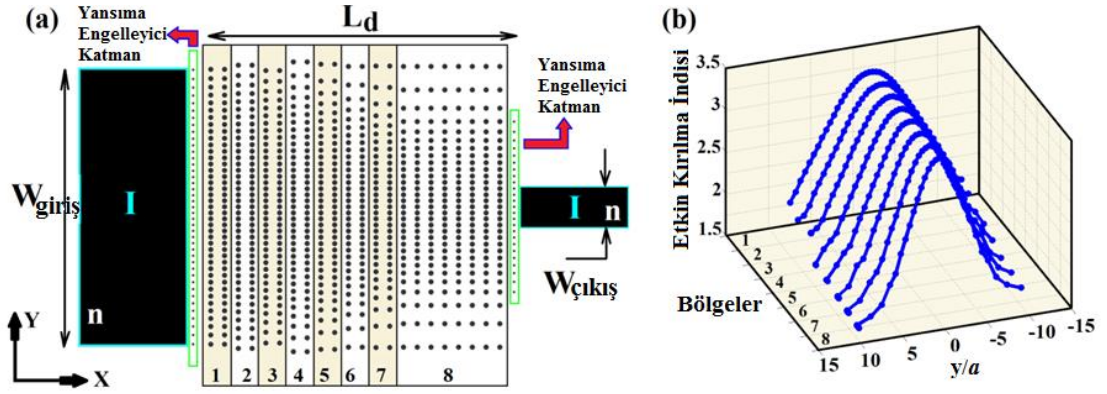 (a)
Yansıma
Engelleyici
Katman
L_d
Yansıma
Engelleyici
Katman
W_giriş
I
n
I
n
W_çıkış
Y
X
1 2 3 4 5 6 7 8
(b)
Etkin Kırılma İndisi
3.5
3
2.5
2
1.5
1
2
3
4
5
6
7
8
Bölgeler
15 10 5 0 -5 -10 -15
y/a